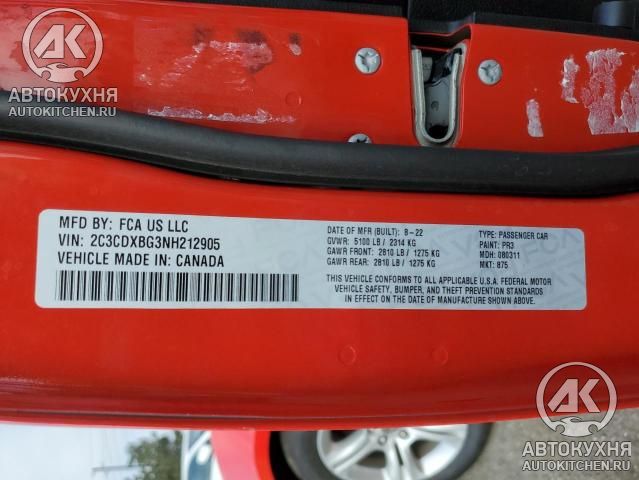 АК
АВТОКУХНЯ
AUTOKITCHEN.RU
MFD BY: FCA US LLC
VIN: 2C3CDXBG3NH212905
VEHICLE MADE IN: CANADA
DATE OF MFR (BUILT): 8-22
GVWR: 5100 LB / 2314 KG
GAWR FRONT: 2810 LB / 1275 KG
GAWR REAR: 2810 LB / 1275 KG
TYPE: PASSENGER CAR
PAINT: PR3
MDH: 080311
MKT: 875
THIS VEHICLE CONFORMS TO ALL APPLICABLE U.S.A. FEDERAL MOTOR
VEHICLE SAFETY, BUMPER, AND THEFT PREVENTION STANDARDS
IN EFFECT ON THE DATE OF MANUFACTURE SHOWN ABOVE.
АК
АВТОКУХНЯ
AUTOKITCHEN.RU